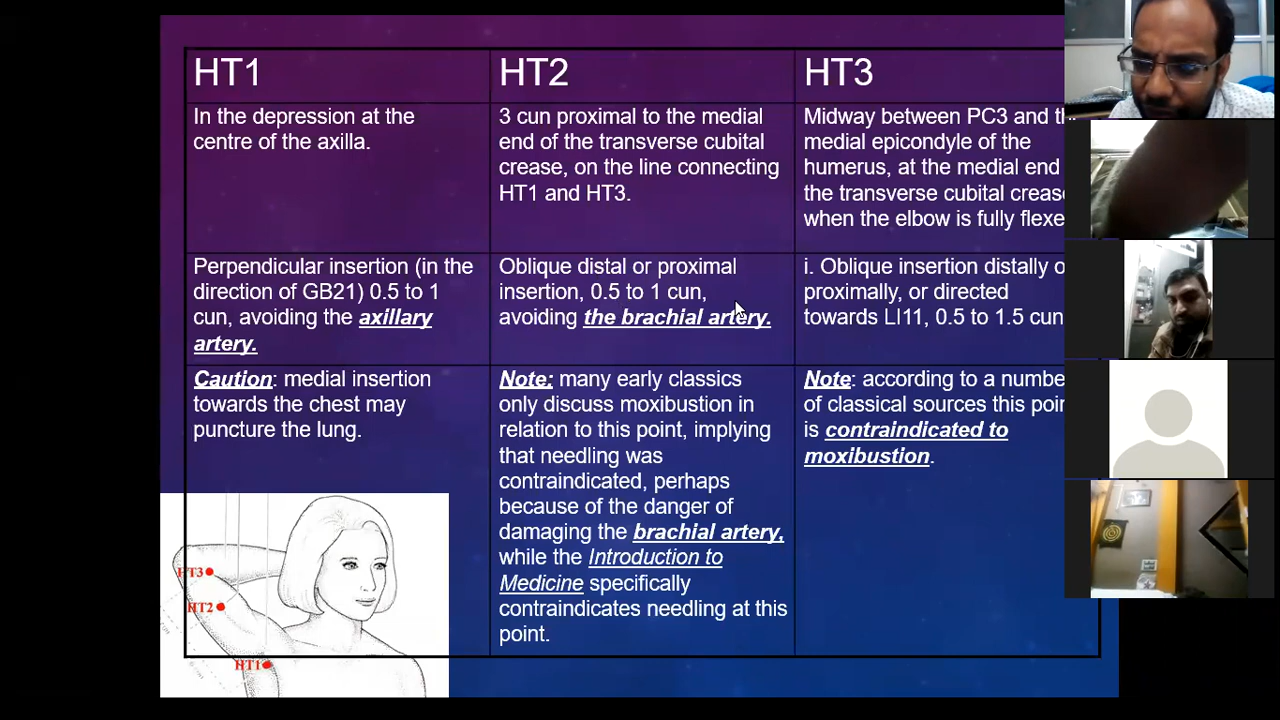 HT1
HT2
HT3
In the depression at the
centre of the axilla.
3 cun proximal to the medial
end of the transverse cubital
crease, on the line connecting
HT1 and HT3.
Midway between PC3 and
medial epicondyle of the
humerus, at the medial end
the transverse cubital
when the elbow is fully
Perpendicular insertion (in the
direction of GB21) 0.5 to 1
cun, avoiding the axillary
artery.
Oblique distal or proximal
insertion, 0.5 to 1 cun,
avoiding the brachial artery.
i. Oblique insertion distally
proximally, or directed
towards LI11, 0.5 to 1.5 cun
Caution: medial insertion
towards the chest may
puncture the lung.
Note: many early classics
only discuss moxibustion in
relation to this point, implying
that needling was
contraindicated, perhaps
because of the danger of
damaging the brachial artery,
while the Introduction to
Medicine specifically
contraindicates needling at this
point.
Note: according to a
of classical sources this
is contraindicated to
moxibustion.
HT3
HT2
HT1